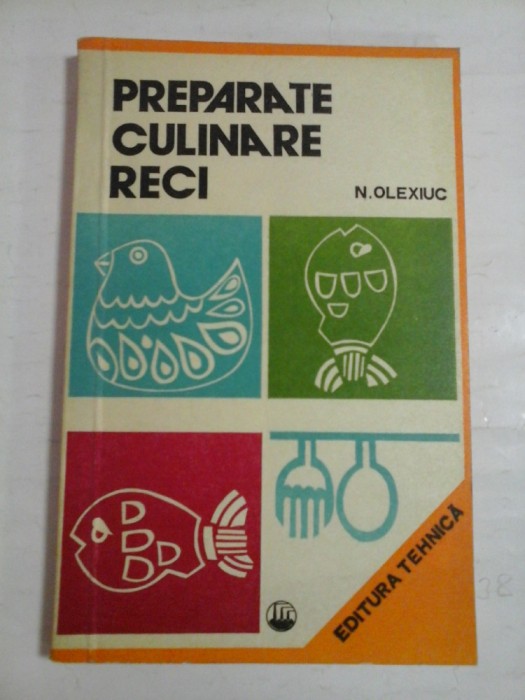 PREPARATE
CULINARE
RECI
N.OLEXIUC
EDITURA TEHNICĂ